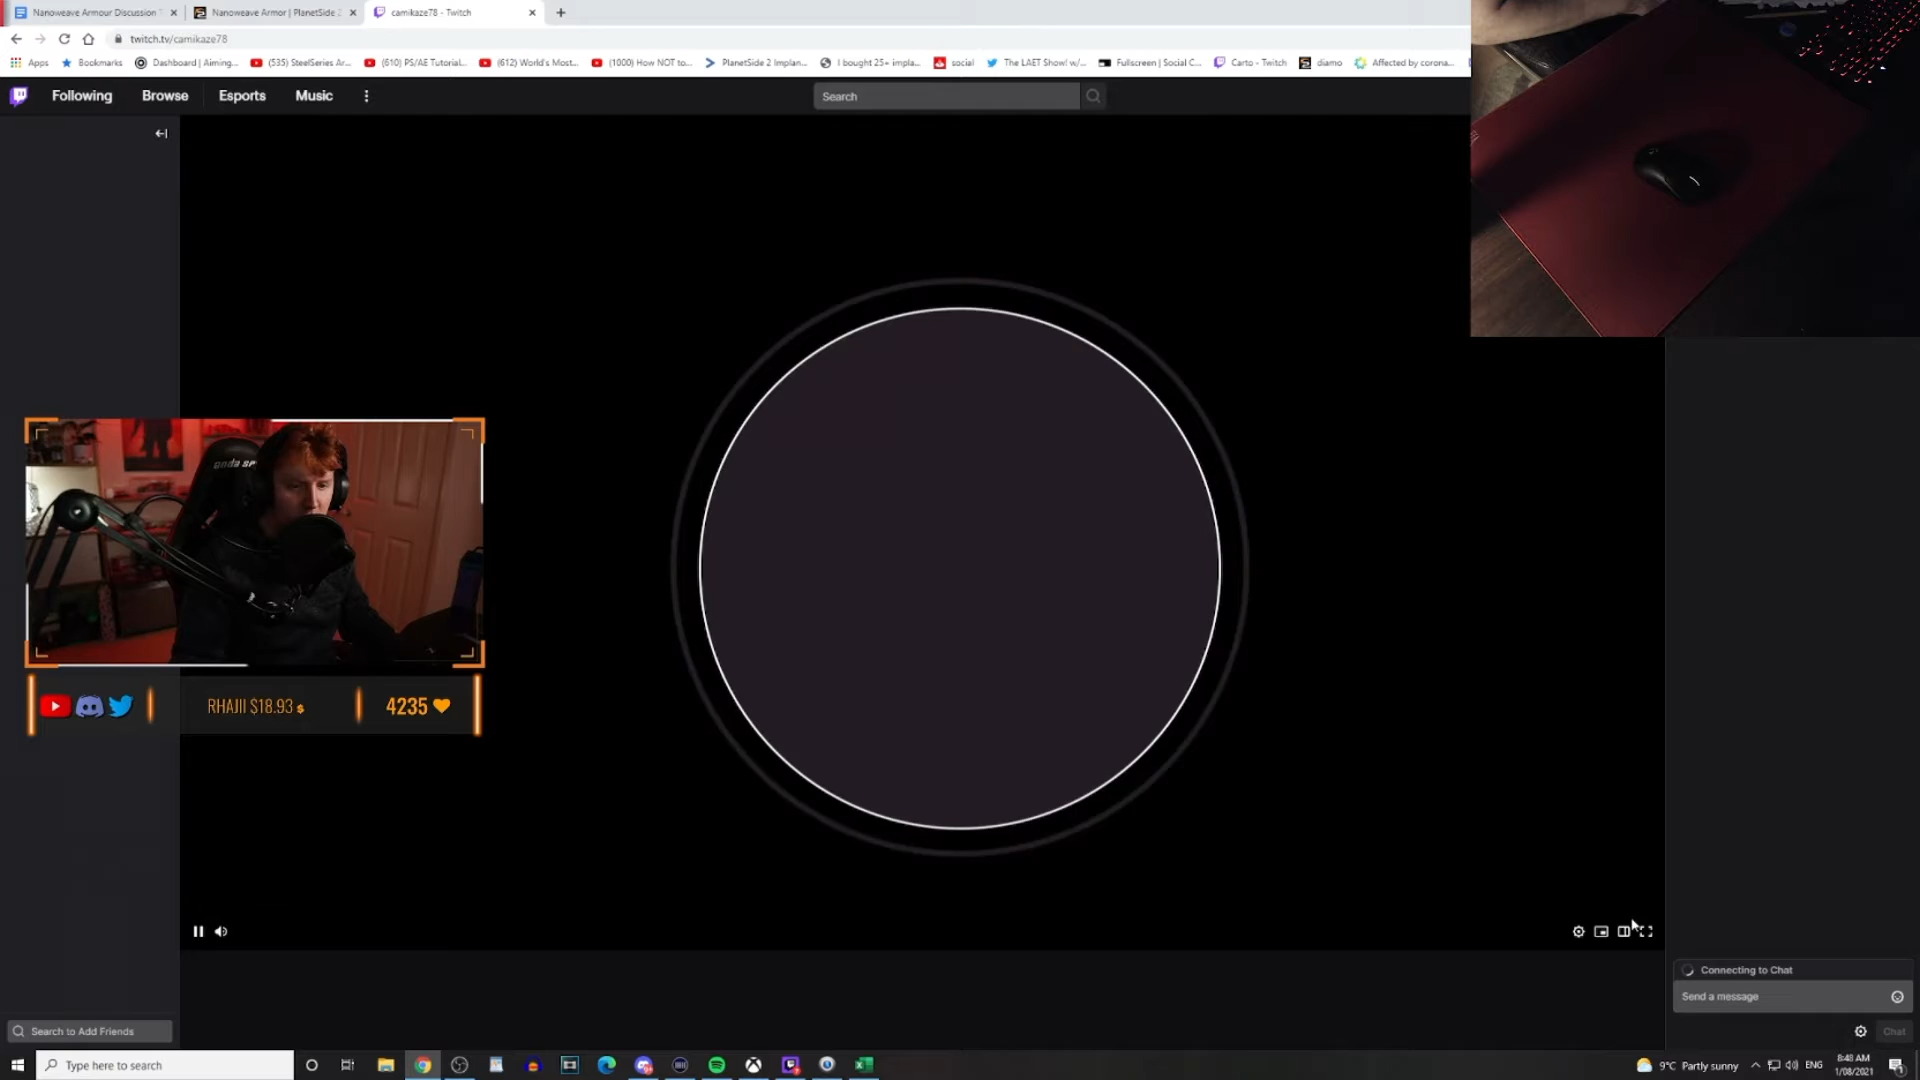 Nanoweave Armour Discussion
Nanoweave Armor | PlanetSide 2
camikaze78 - Twitch
twitch.tv/camikaze78
Apps
Bookmarks
Dashboard | Aiming...
(535) SteelSeries Ar...
(610) PS/AE Tutorial...
(612) World's Most...
(1000) How NOT to...
PlanetSide 2 Implan...
I bought 25+ impla...
social
The LAET Show! w/...
Fullscreen | Social C...
Carto - Twitch
diamo
Affected by corona...
Following
Browse
Esports
Music
Search
RHAJII $18.93 $
4235
Connecting to Chat
Send a message
Chat
Search to Add Friends
Type here to search
9°C Partly sunny
ENG
8:48 AM
1/08/2021